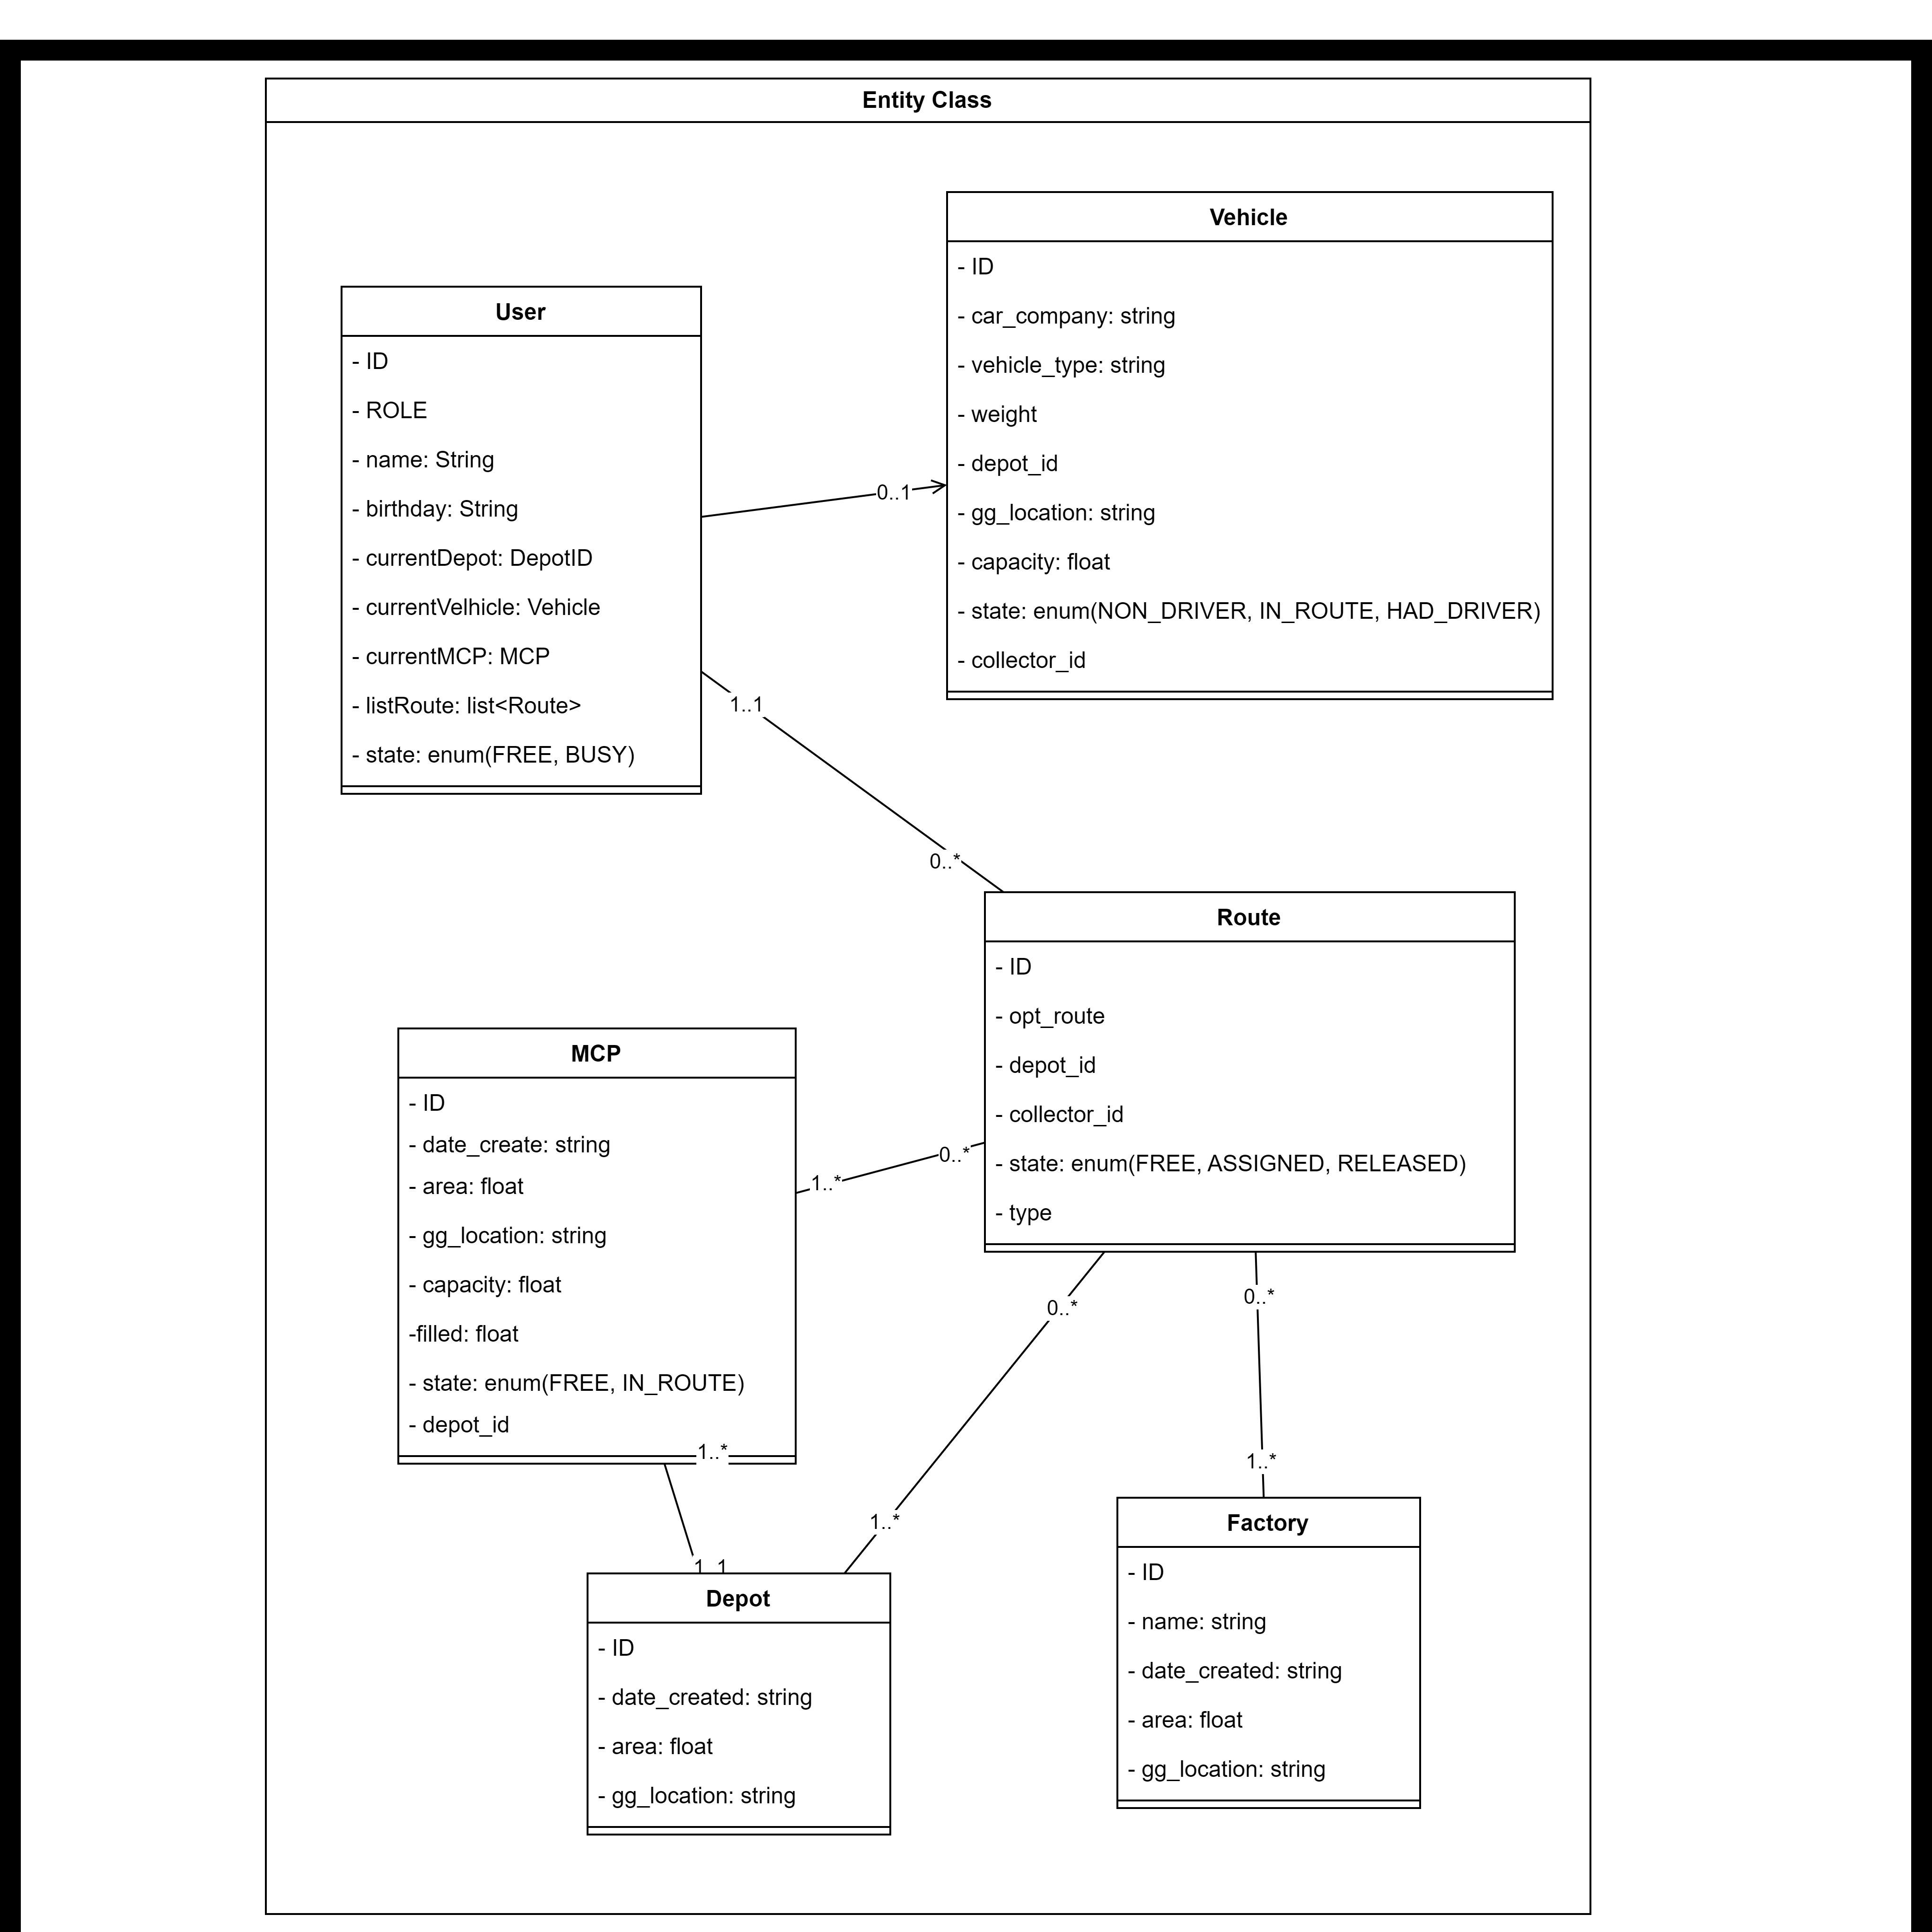 Entity Class
Vehicle
- ID
- car_company: string
- vehicle_type: string
- weight
- depot_id
- gg_location: string
- capacity: float
- state: enum(NON_DRIVER, IN_ROUTE, HAD_DRIVER)
- collector_id
User
- ID
- ROLE
- name: String
- birthday: String
- currentDepot: DepotID
- currentVelhicle: Vehicle
- currentMCP: MCP
- listRoute: list<Route>
- state: enum(FREE, BUSY)
0..1
1..1
0..*
Route
- ID
- opt_route
- depot_id
- collector_id
- state: enum(FREE, ASSIGNED, RELEASED)
- type
MCP
- ID
- date_create: string
- area: float
- gg_location: string
- capacity: float
-filled: float
- state: enum(FREE, IN_ROUTE)
- depot_id
0..*
1..*
0..*
0..*
1..*
1..*
1..*
1..1
Depot
- ID
- date_created: string
- area: float
- gg_location: string
Factory
- ID
- name: string
- date_created: string
- area: float
- gg_location: string